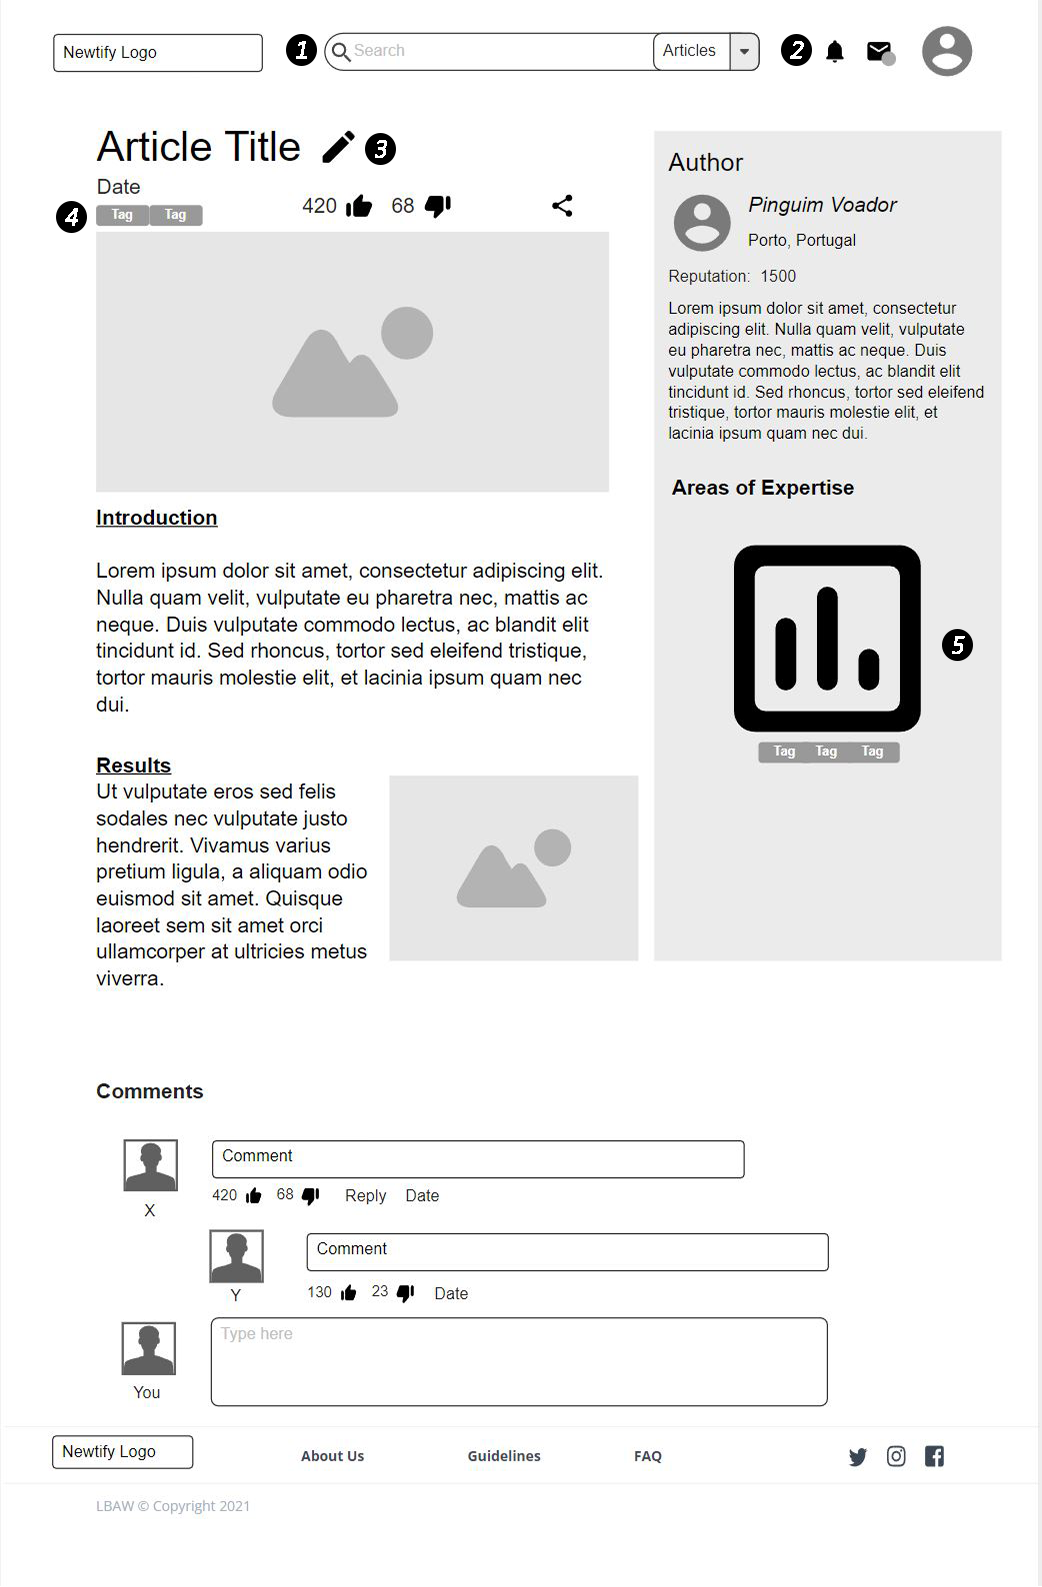 Newtify Logo
1
Search
Articles
2
Article Title
3
Date
4
Tag Tag
420 68
Author
Pinguim Voador
Porto, Portugal
Reputation: 1500
Lorem ipsum dolor sit amet, consectetur
adipiscing elit. Nulla quam velit, vulputate
eu pharetra nec, mattis ac neque. Duis
vulputate commodo lectus, ac blandit elit
tincidunt id. Sed rhoncus, tortor sed eleifend
tristique, tortor mauris molestie elit, et
lacinia ipsum quam nec dui.
Areas of Expertise
5
Tag Tag Tag
Introduction
Lorem ipsum dolor sit amet, consectetur adipiscing elit.
Nulla quam velit, vulputate eu pharetra nec, mattis ac
neque. Duis vulputate commodo lectus, ac blandit elit
tincidunt id. Sed rhoncus, tortor sed eleifend tristique,
tortor mauris molestie elit, et lacinia ipsum quam nec
dui.
Results
Ut vulputate eros sed felis
sodales nec vulputate justo
hendrerit. Vivamus varius
pretium ligula, a aliquam odio
euismod sit amet. Quisque
laoreet sem sit amet orci
ullamcorper at ultricies metus
viverra.
Comments
X
Comment
420 68 Reply Date
Y
Comment
130 23 Date
You
Type here
Newtify Logo
About Us
Guidelines
FAQ
LBAW © Copyright 2021